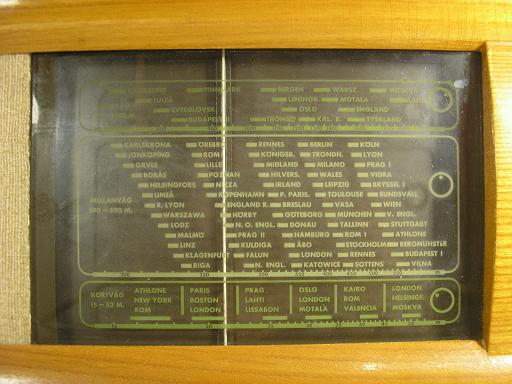 ÖSTERSUND FINNMARK BERGEN WARSZ. MOSKVA
LULEÅ LENINGR. MOTALA
SVERDLOVSK OSLO ENGLAND
BUDAPEST II TROMSÖ KAL. B. TYSKLAND
KARLSKRONA ÖREBRO RENNES BERLIN KÖLN
JÖNKÖPING ROM KÖNIGSB. TRONDH. LYON
GÄVLE LILLE MIDLAND MILANO PRAG I
BORÅS POZNAN HILVERS. WALES VIGRA
HELSINGFORS NIZZA IRLAND LEIPZIG BRYSSEL I
UMEÅ KÖPENHAMN P. PARIS. TOULOUSE SUNDSVALL
MELLANVÅG R. LYON ENGLAND R. BRESLAU VASA WIEN
190 – 590 M. WARSZAWA HÖRBY GÖTEBORG MÜNCHEN V. ENGL.
LODZ N. O. ENGL. DONAU TALLINN STUTTGART
MALMÖ PRAG II HAMBURG ROM I ATHLONE
LINZ KULDIGA ÅBO STOCKHOLM BEROMÜNSTER
KLAGENFURT FALUN LONDON RENNES BUDAPEST I
RIGA N. ENGL. KATOWICE SOTTENS VILNA
KORTVÅG ATHLONE PARIS PRAG OSLO KAIRO LONDON
15 – 52 M. NEW YORK BOSTON LAHTI LONDON ROM HELSINGF.
ROM LONDON LISSABON MOTALA VALENCIA MOSKVA